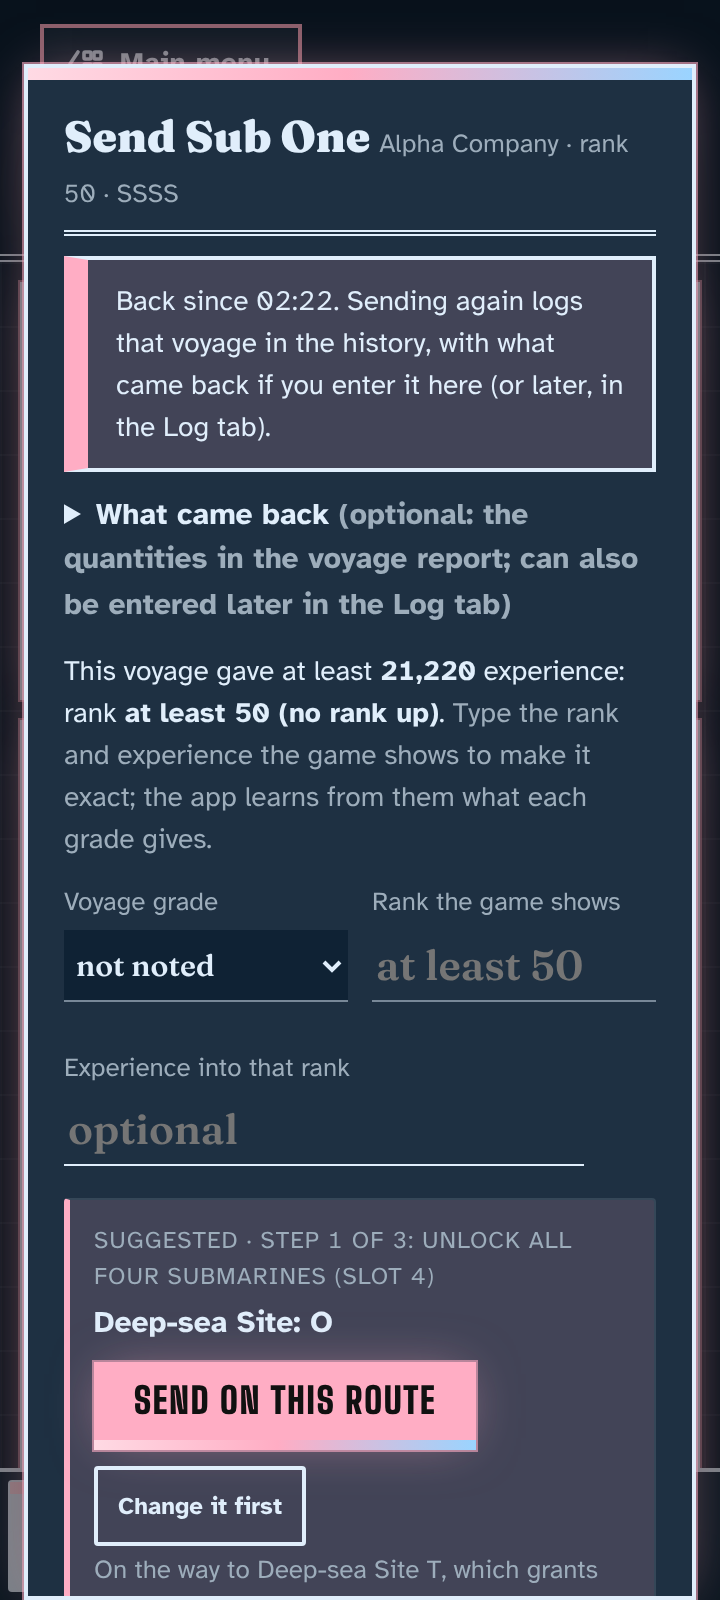 Main menu
Send Sub One Alpha Company · rank
50 · SSSS
Back since 02:22. Sending again logs
that voyage in the history, with what
came back if you enter it here (or later, in
the Log tab).
▶ What came back (optional: the
quantities in the voyage report; can also
be entered later in the Log tab)
This voyage gave at least 21,220 experience:
rank at least 50 (no rank up). Type the rank
and experience the game shows to make it
exact; the app learns from them what each
grade gives.
Voyage grade
Rank the game shows
not noted
at least 50
Experience into that rank
optional
SUGGESTED · STEP 1 OF 3: UNLOCK ALL
FOUR SUBMARINES (SLOT 4)
Deep-sea Site: O
SEND ON THIS ROUTE
Change it first
On the way to Deep-sea Site T, which grants